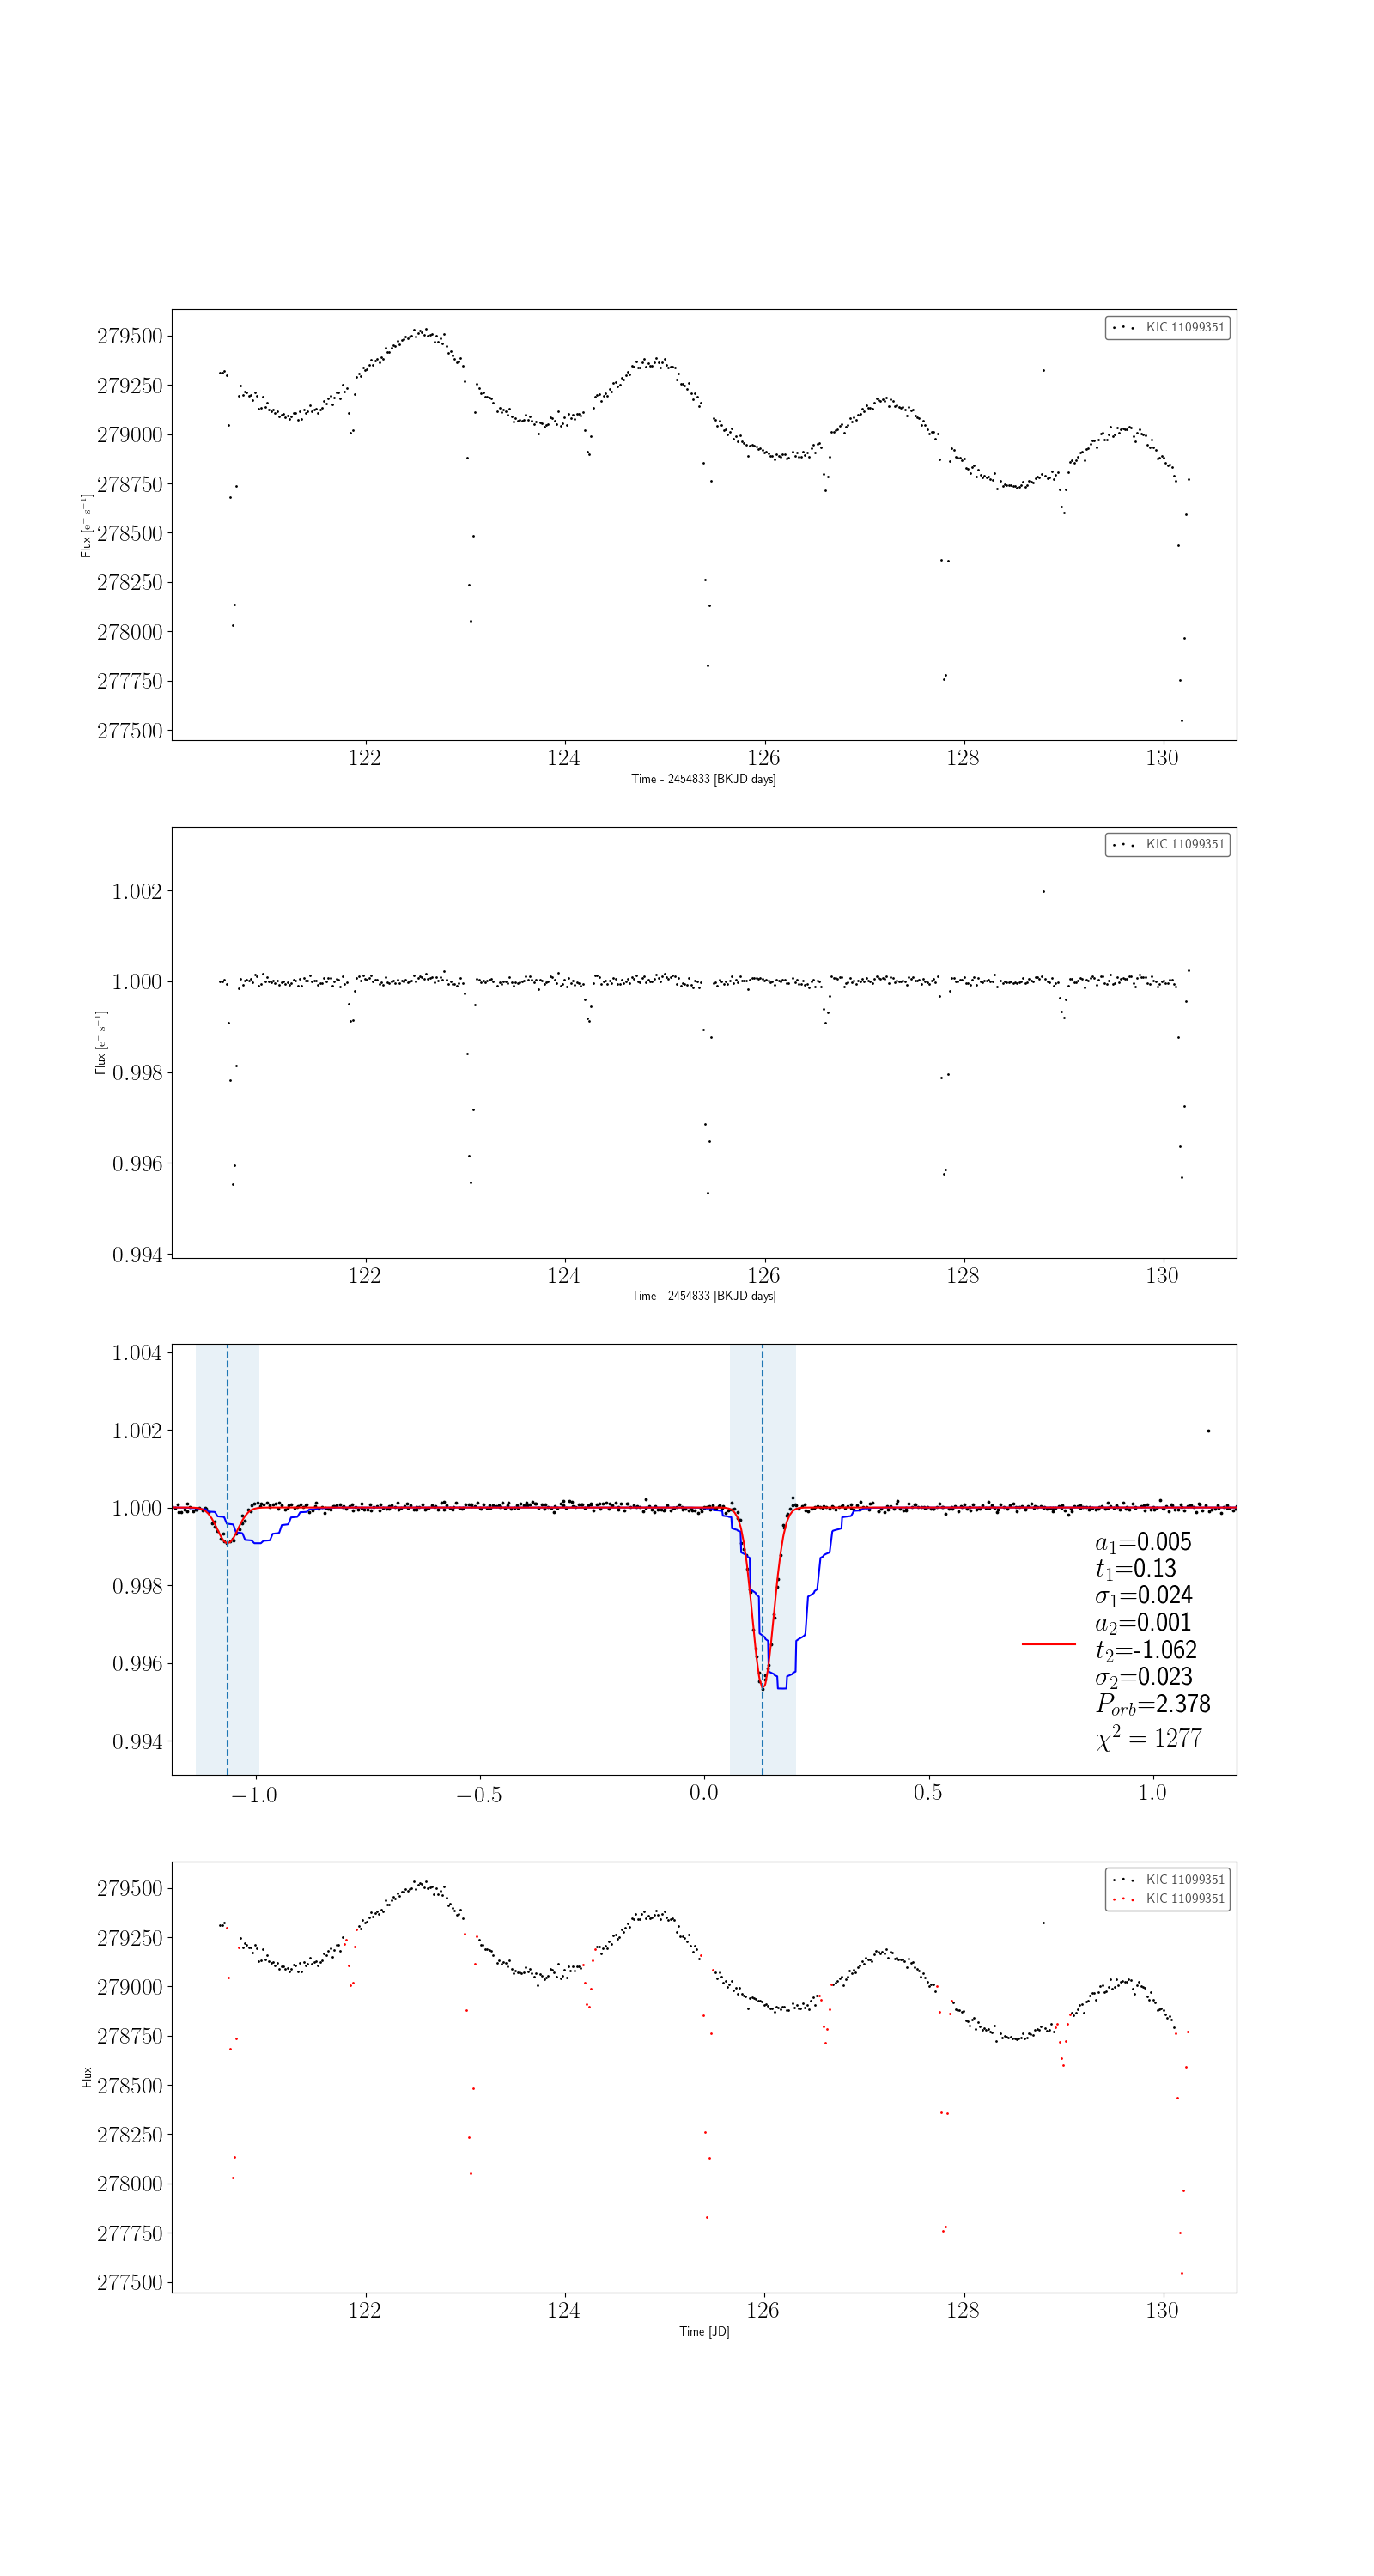 KIC 11099351
279500
279250
279000
278750
278500
278250
278000
277750
277500
Flux [e⁻ s⁻¹]
122 124 126 128 130
Time - 2454833 [BKJD days]
KIC 11099351
1.002
1.000
0.998
0.996
0.994
Flux [e⁻ s⁻¹]
122 124 126 128 130
Time - 2454833 [BKJD days]
1.004
1.002
1.000
0.998
0.996
0.994
a₁=0.005
t₁=0.13
σ₁=0.024
a₂=0.001
t₂=-1.062
σ₂=0.023
P_orb=2.378
χ² = 1277
−1.0 −0.5 0.0 0.5 1.0
KIC 11099351
KIC 11099351
279500
279250
279000
278750
278500
278250
278000
277750
277500
Flux
122 124 126 128 130
Time [JD]